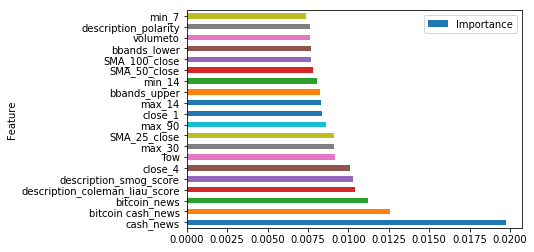 Importance
min_7
description_polarity
volumeto
bbands_lower
SMA_100_close
SMA_50_close
min_14
bbands_upper
max_14
close_1
max_90
SMA_25_close
max_30
low
close_4
description_smog_score
description_coleman_liau_score
bitcoin_news
bitcoin cash_news
cash_news
Feature
0.0000 0.0025 0.0050 0.0075 0.0100 0.0125 0.0150 0.0175 0.0200